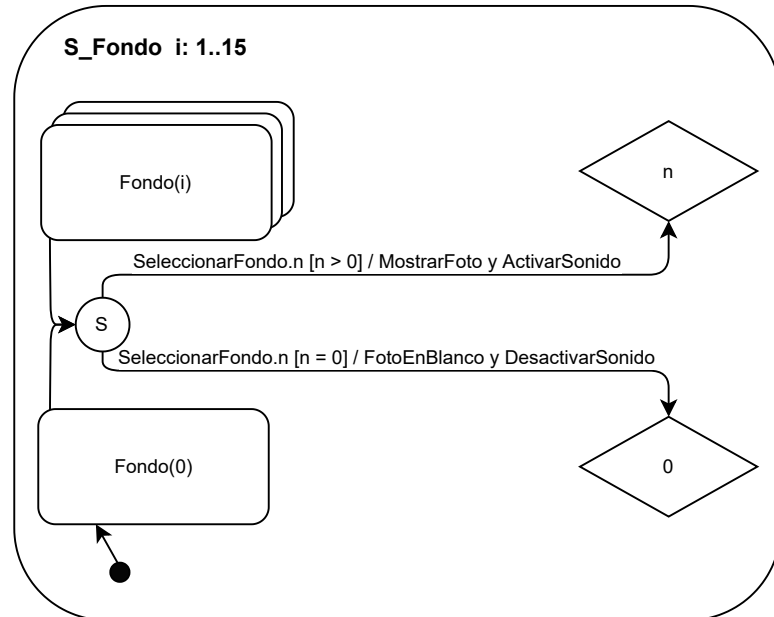 S_Fondo i: 1..15
Fondo(i)
n
SeleccionarFondo.n [n > 0] / MostrarFoto y ActivarSonido
S
SeleccionarFondo.n [n = 0] / FotoEnBlanco y DesactivarSonido
Fondo(0)
0